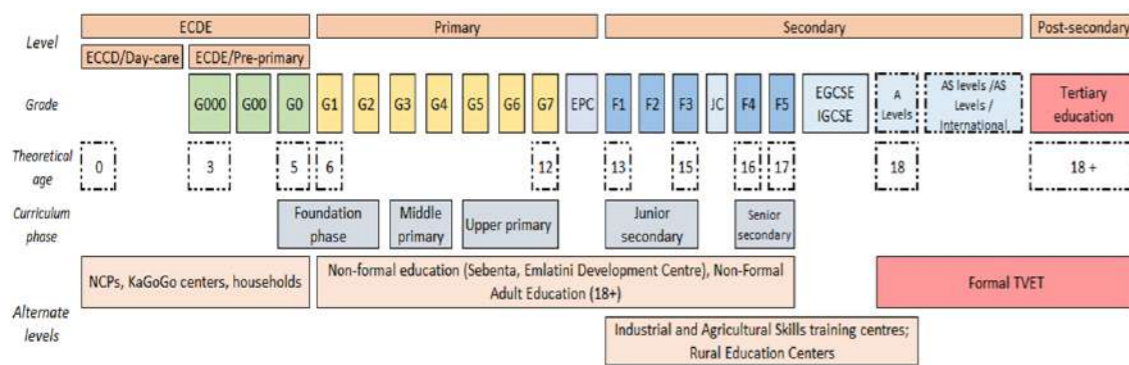 Level
ECDE
Primary
Secondary
Post-secondary
ECCD/Day-care
ECDE/Pre-primary
Grade
G000
G00
G0
G1
G2
G3
G4
G5
G6
G7
EPC
F1
F2
F3
JC
F4
F5
EGCSE
IGCSE
A
Levels
AS levels /AS
Levels /
International
Tertiary
education
Theoretical
age
0
3
5
6
12
13
15
16
17
18
18 +
Curriculum
phase
Foundation
phase
Middle
primary
Upper primary
Junior
secondary
Senior
secondary
Alternate
levels
NCPs, KaGoGo centers, households
Non-formal education (Sebenta, Emlatini Development Centre), Non-Formal
Adult Education (18+)
Formal TVET
Industrial and Agricultural Skills training centres;
Rural Education Centers